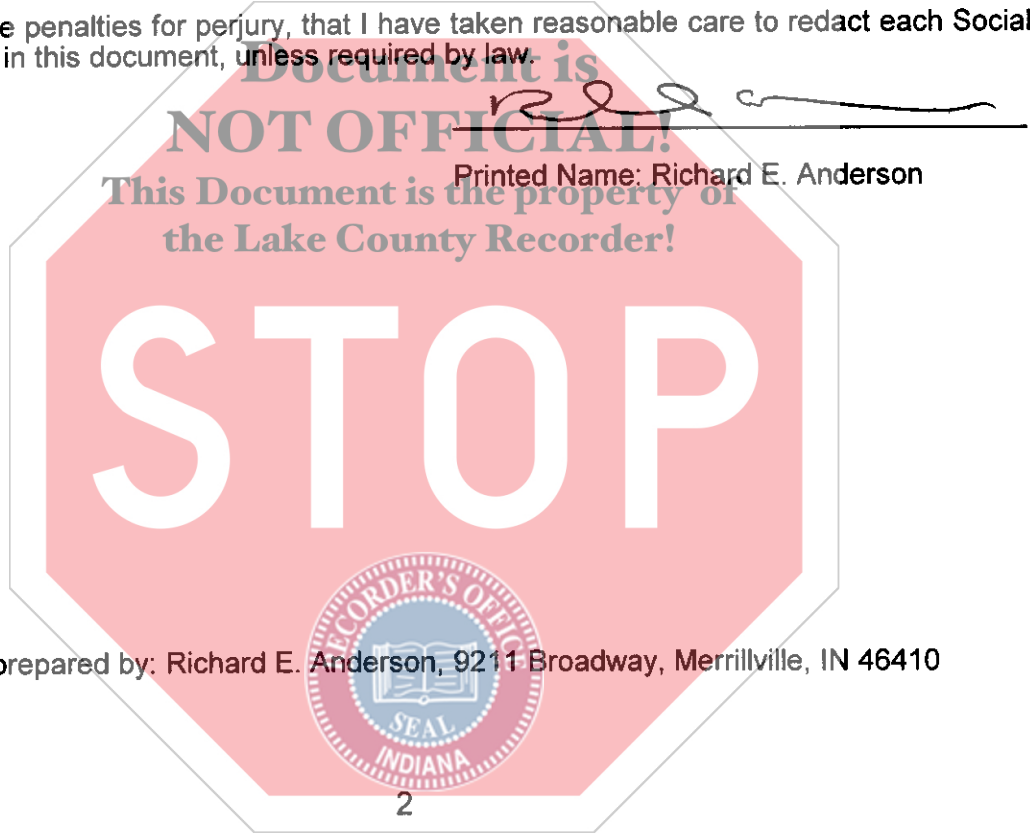 e penalties for perjury, that I have taken reasonable care to redact each Social
in this document, unless required by law.
Document is
NOT OFFICIAL!
This Document is the property of
the Lake County Recorder!
Printed Name: Richard E. Anderson
STOP
RECORDER'S OFFICE
SEAL
INDIANA
prepared by: Richard E. Anderson, 9211 Broadway, Merrillville, IN 46410
2